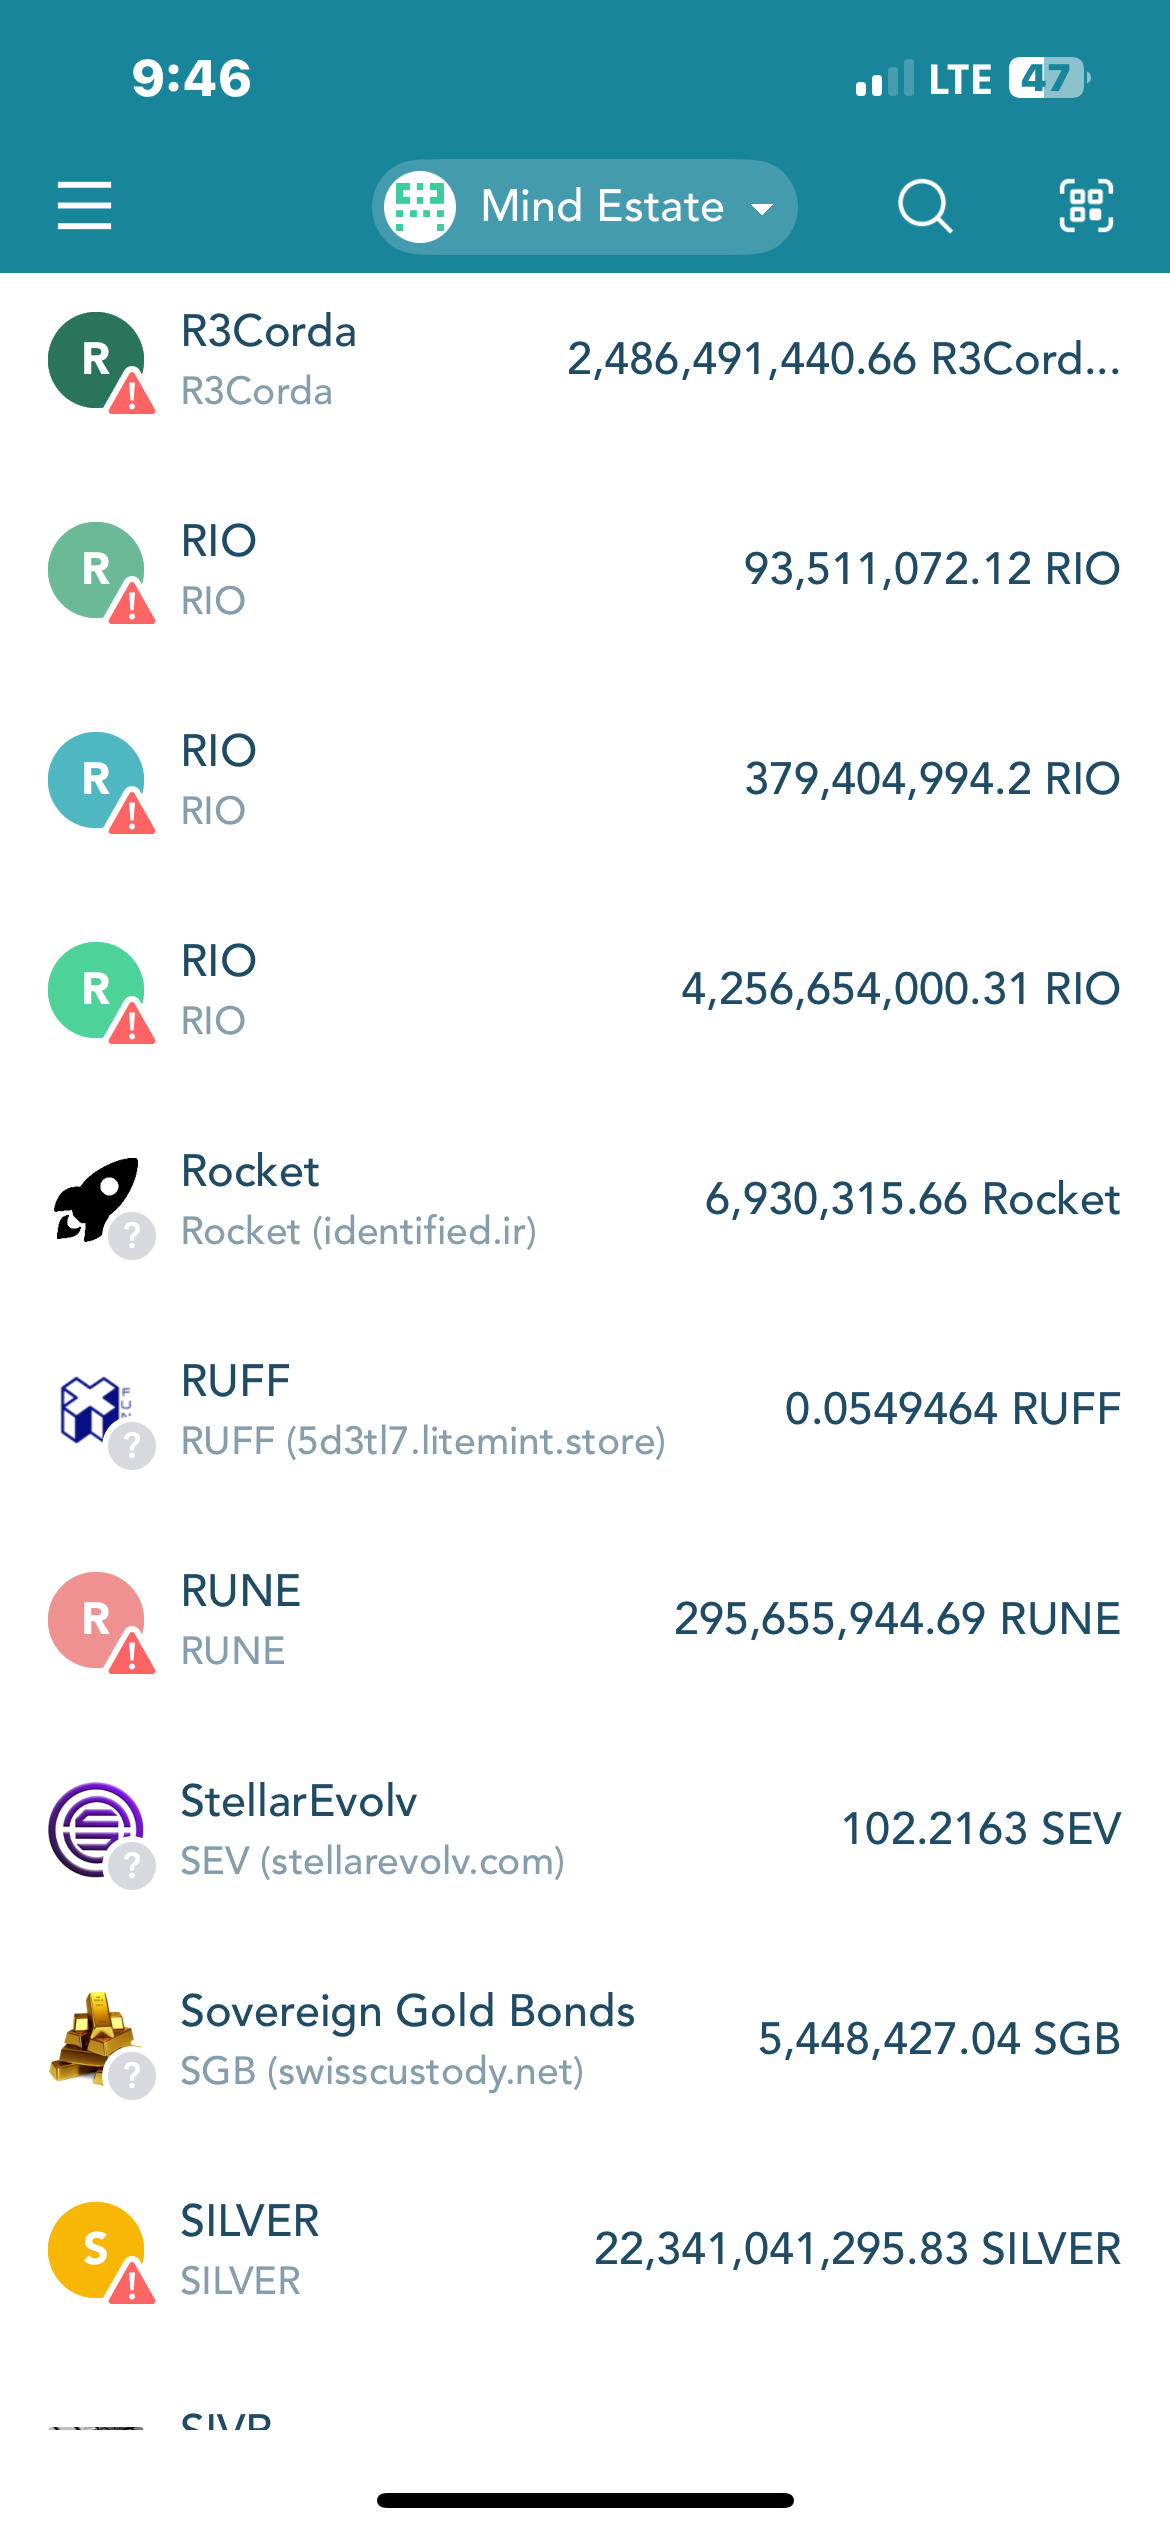 9:46
LTE 47
Mind Estate
R
R3Corda
R3Corda
2,486,491,440.66 R3Cord...
R
RIO
RIO
93,511,072.12 RIO
R
RIO
RIO
379,404,994.2 RIO
R
RIO
RIO
4,256,654,000.31 RIO
Rocket
Rocket (identified.ir)
6,930,315.66 Rocket
?
RUFF
RUFF (5d3tl7.litemint.store)
0.0549464 RUFF
?
R
RUNE
RUNE
295,655,944.69 RUNE
StellarEvolv
SEV (stellarevolv.com)
102.2163 SEV
?
Sovereign Gold Bonds
SGB (swisscustody.net)
5,448,427.04 SGB
?
S
SILVER
SILVER
22,341,041,295.83 SILVER